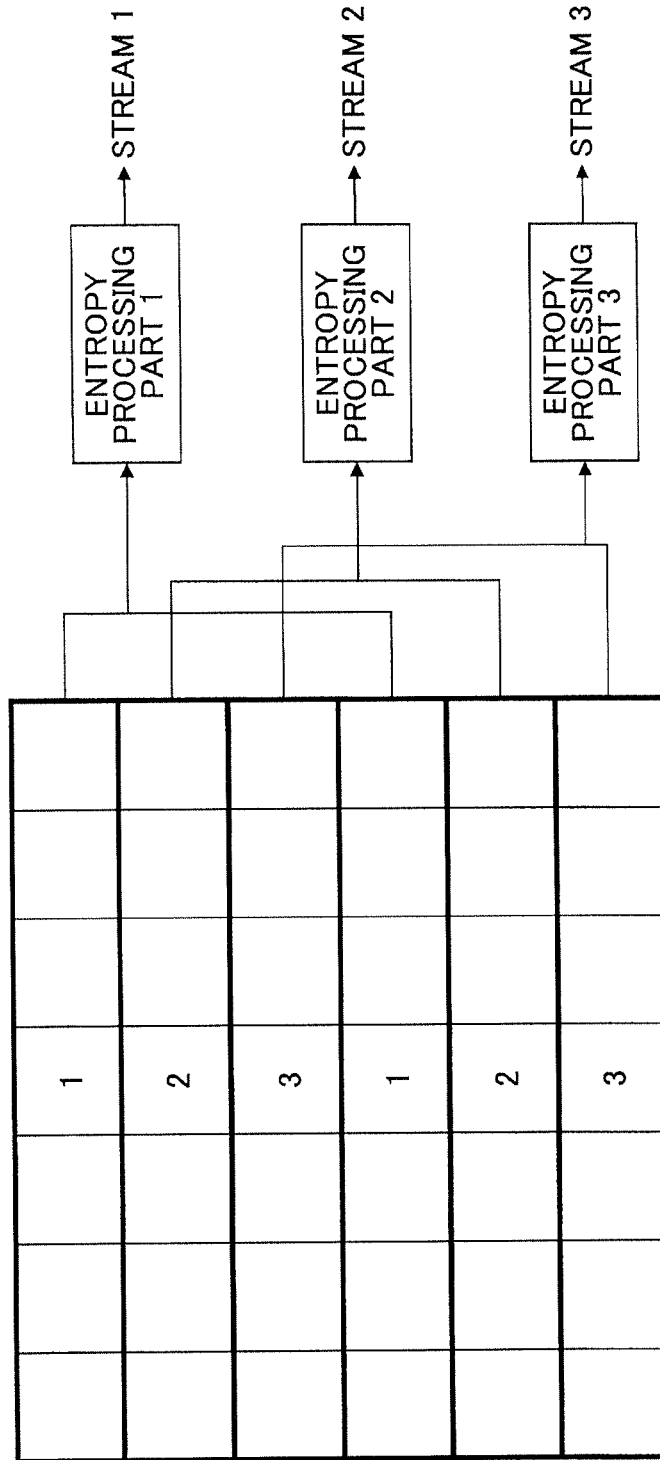 1
2
3
1
2
3
ENTROPY
PROCESSING
PART 1
STREAM 1
ENTROPY
PROCESSING
PART 2
STREAM 2
ENTROPY
PROCESSING
PART 3
STREAM 3